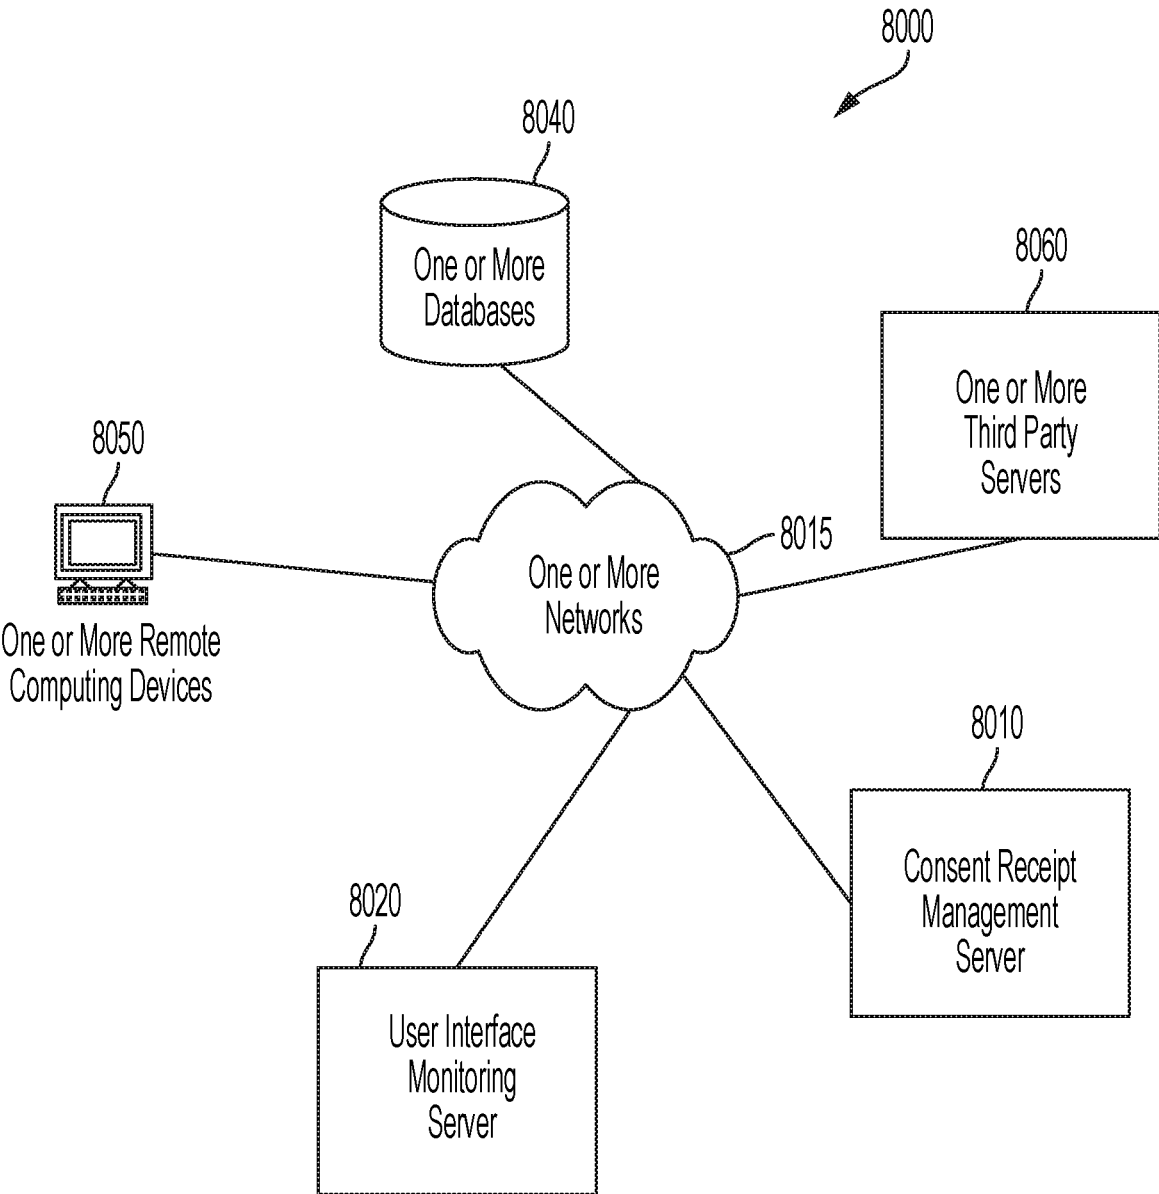 8000
8040
One or More
Databases
8060
One or More
Third Party
Servers
8050
One or More Remote
Computing Devices
8015
One or More
Networks
8010
Consent Receipt
Management
Server
8020
User Interface
Monitoring
Server